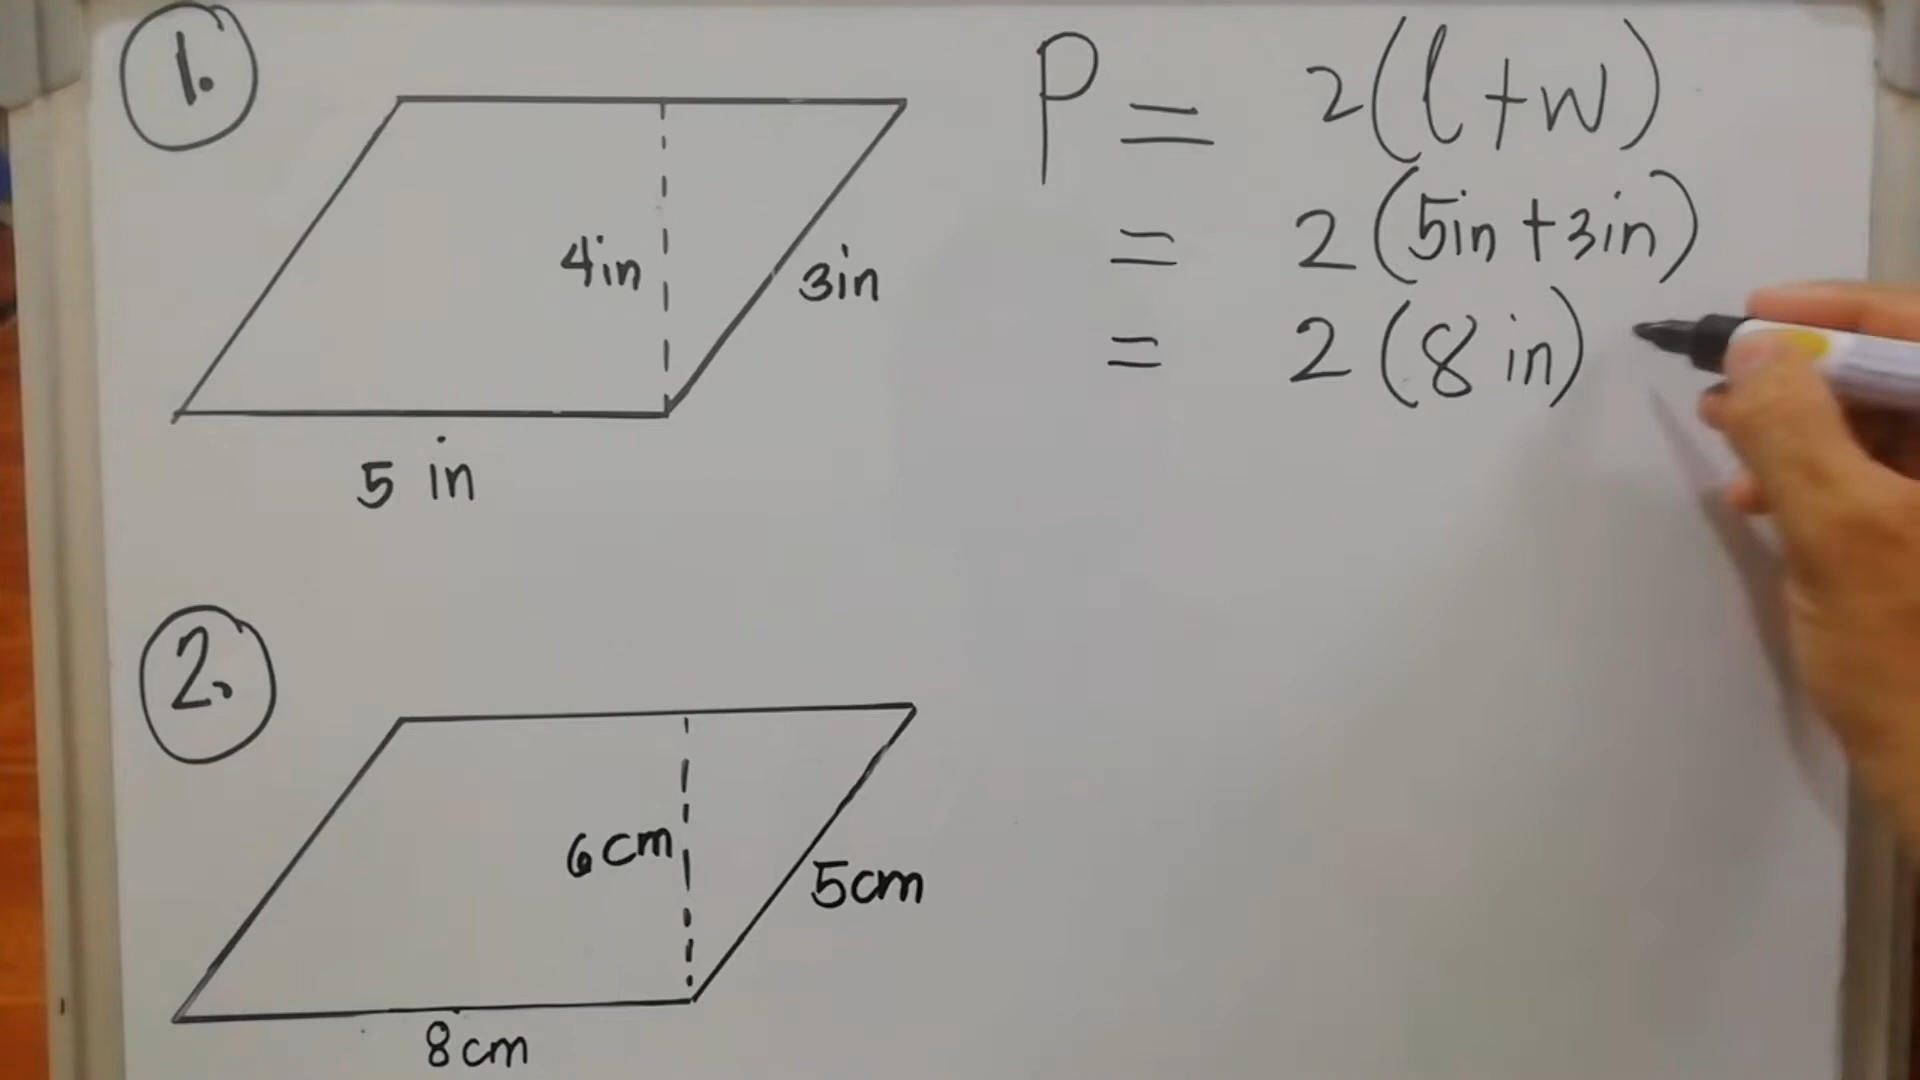 1.
4in
3in
5 in
P = 2(l+w)
= 2(5in+3in)
= 2(8 in)
2.
6cm
5cm
8cm